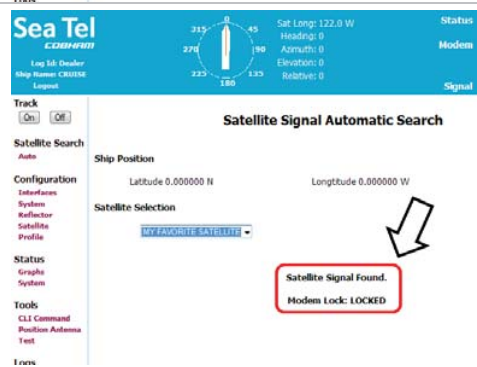 Sea Tel
COBHAM
Log Id: Dealer
Ship Name: CRUISE
Logout
0
45
90
135
180
225
270
315
Sat Long: 122.0 W
Heading: 0
Azimuth: 0
Elevation: 0
Relative: 0
Status
Modem
Signal
Track
On Off
Satellite Search
Auto
Configuration
Interfaces
System
Reflector
Satellite
Profile
Status
Graphs
System
Tools
CLI Command
Position Antenna
Test
Logs
Satellite Signal Automatic Search
Ship Position
Latitude 0.000000 N Longtitude 0.000000 W
Satellite Selection
MY FAVORITE SATELLITE
Satellite Signal Found.
Modem Lock: LOCKED